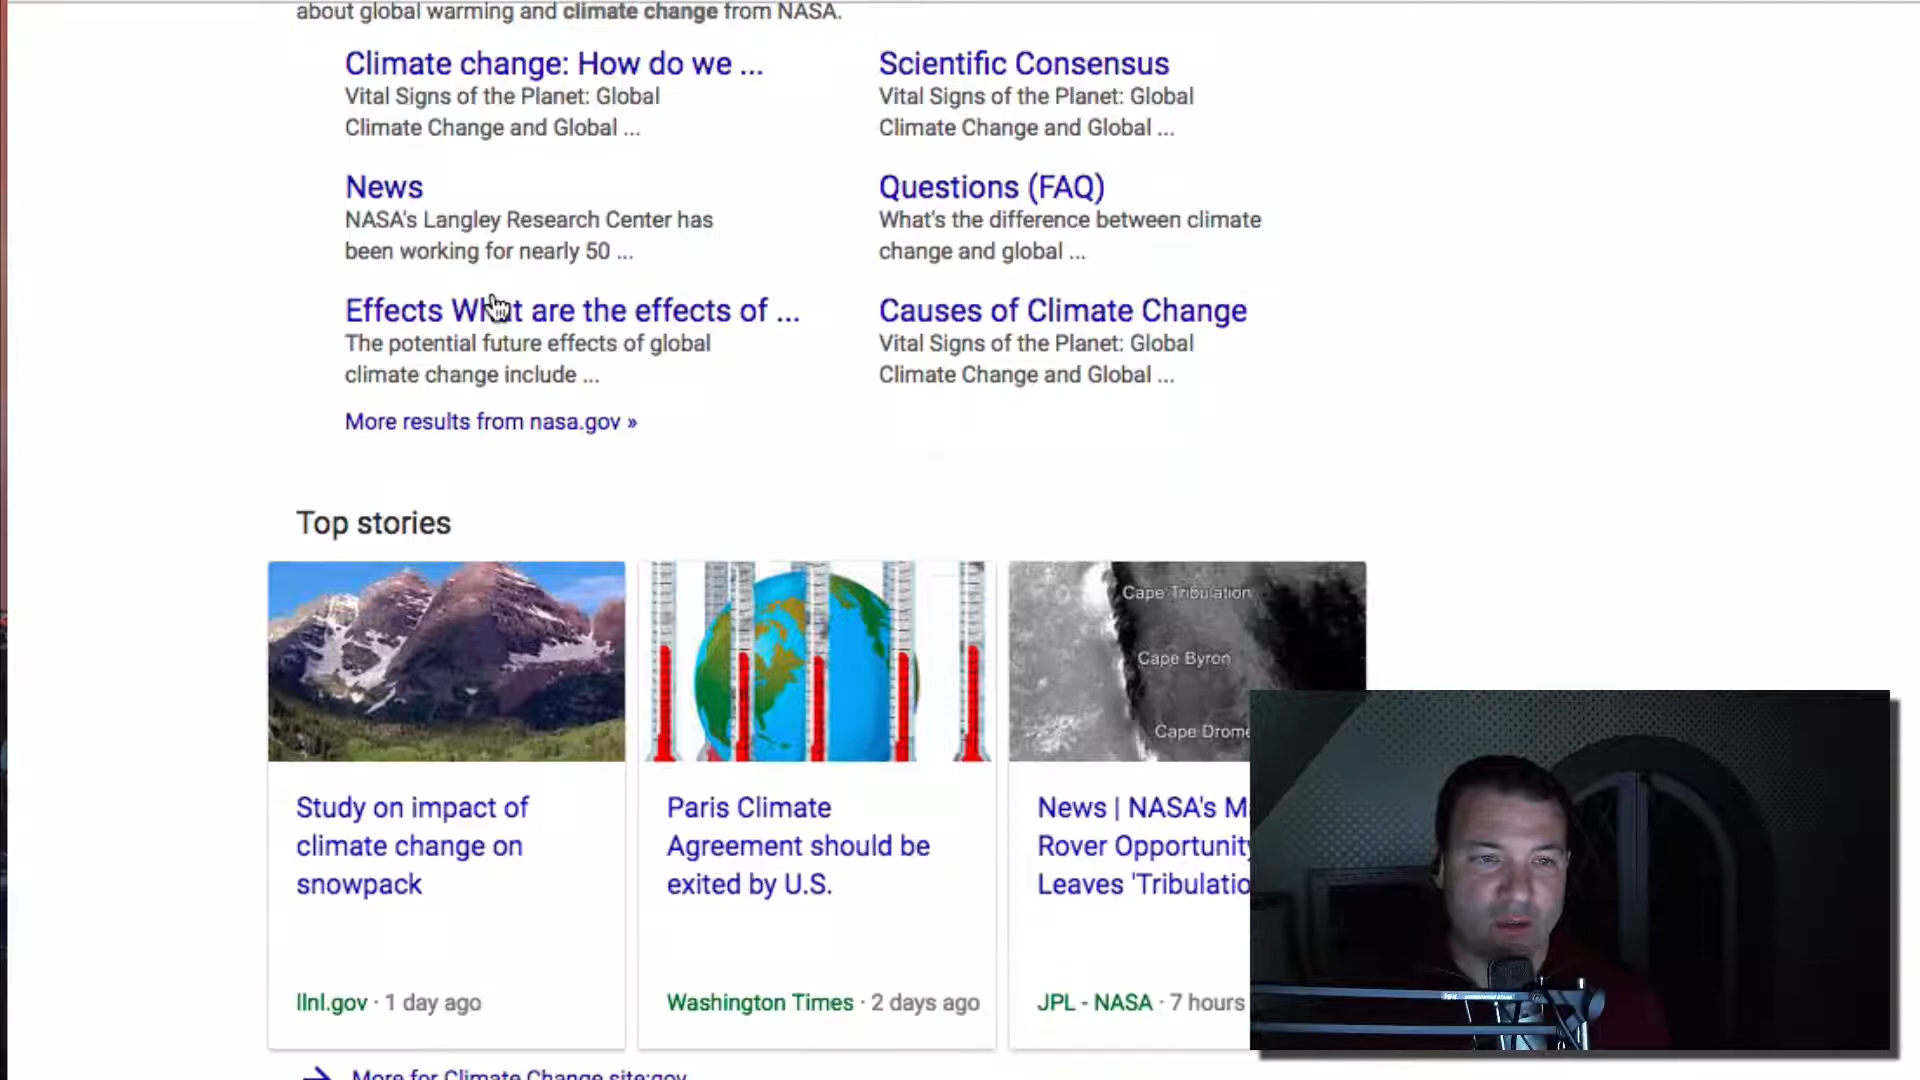 about global warming and climate change from NASA.
Climate change: How do we ...
Vital Signs of the Planet: Global
Climate Change and Global ...
Scientific Consensus
Vital Signs of the Planet: Global
Climate Change and Global ...
News
NASA's Langley Research Center has
been working for nearly 50 ...
Questions (FAQ)
What's the difference between climate
change and global ...
Effects What are the effects of ...
The potential future effects of global
climate change include ...
Causes of Climate Change
Vital Signs of the Planet: Global
Climate Change and Global ...
More results from nasa.gov »
Top stories
Cape Tribulation
Cape Byron
Cape Drome
Study on impact of
climate change on
snowpack
llnl.gov · 1 day ago
Paris Climate
Agreement should be
exited by U.S.
Washington Times · 2 days ago
News | NASA's Ma
Rover Opportunity
Leaves 'Tribulatio
JPL - NASA · 7 hours
More for Climate Change site:gov